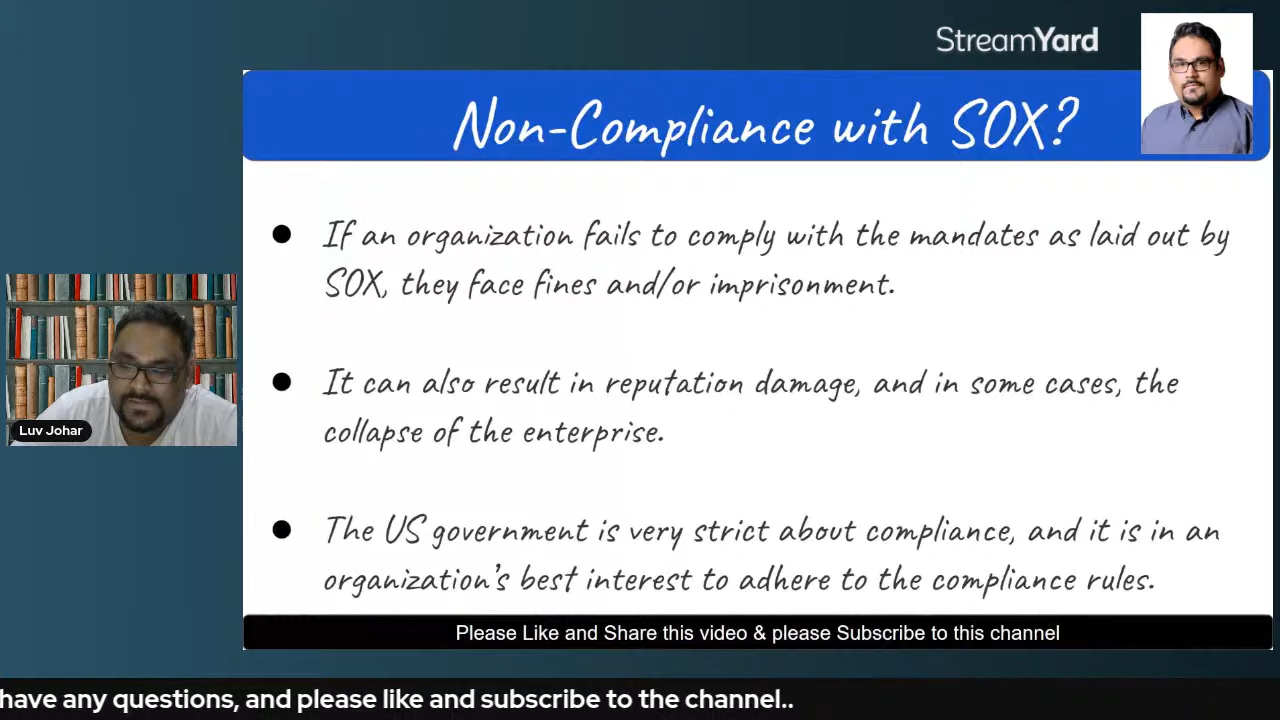 StreamYard
Non-Compliance with SOX?
If an organization fails to comply with the mandates as laid out by
SOX, they face fines and/or imprisonment.
It can also result in reputation damage, and in some cases, the
collapse of the enterprise.
The US government is very strict about compliance, and it is in an
organization's best interest to adhere to the compliance rules.
Luv Johar
Please Like and Share this video & please Subscribe to this channel
have any questions, and please like and subscribe to the channel..